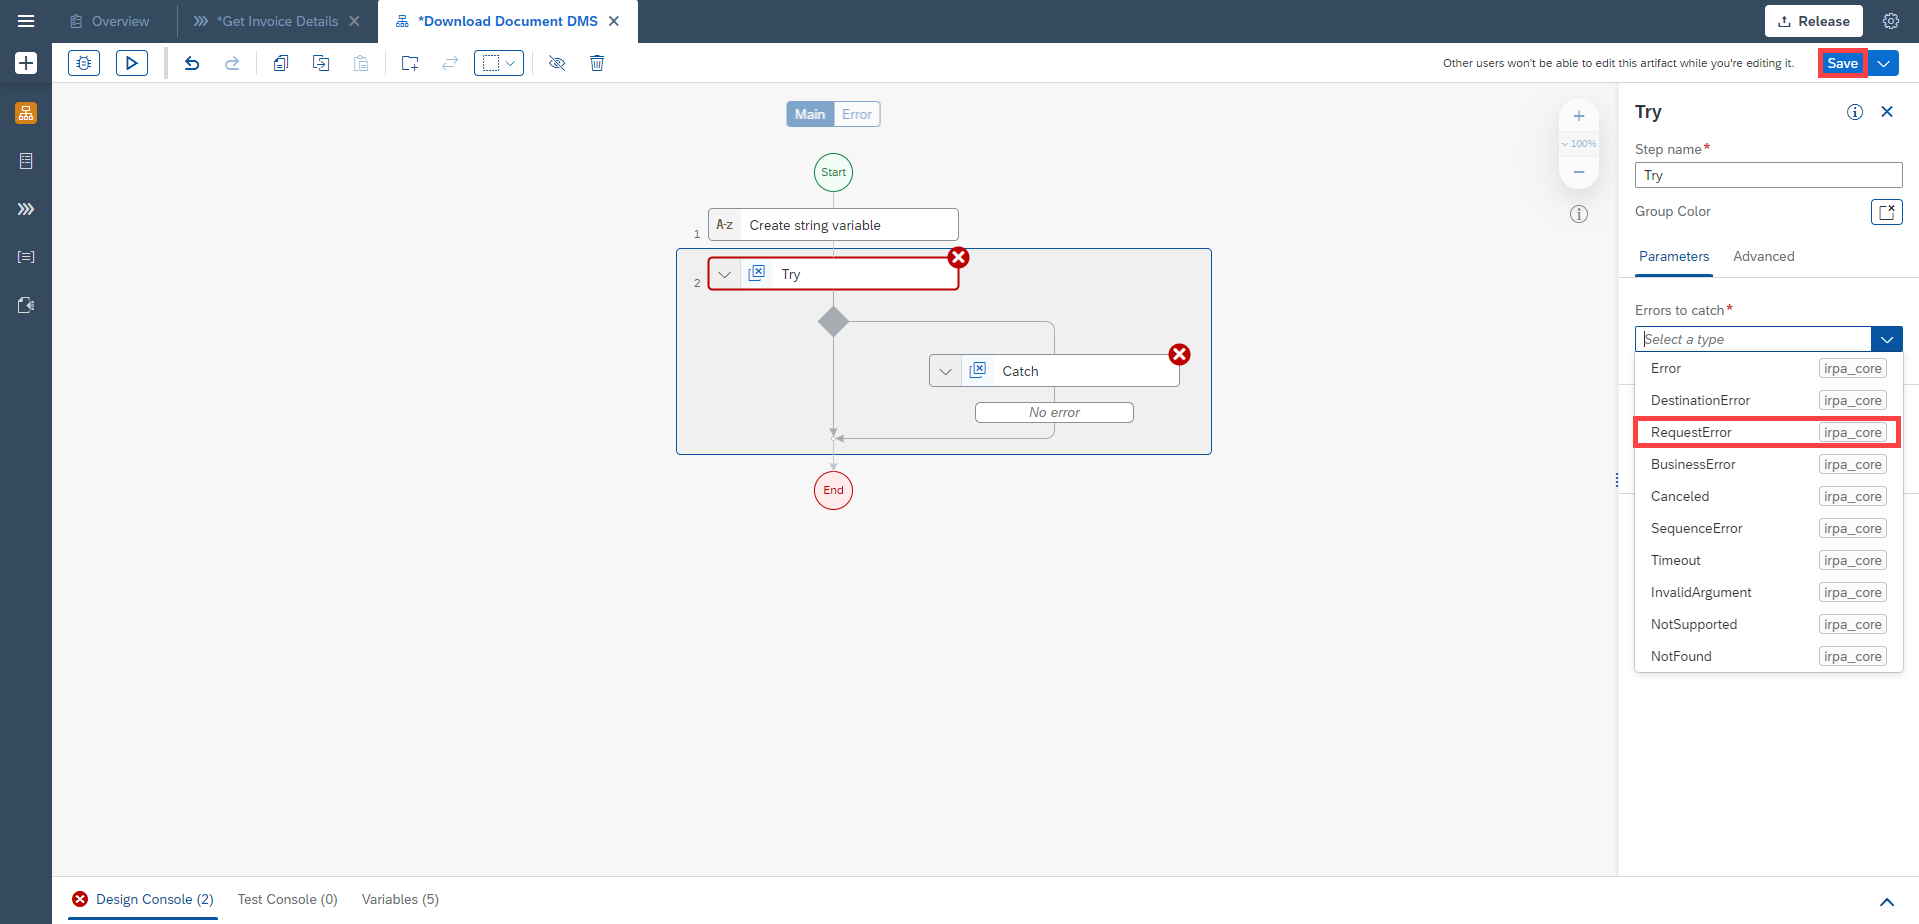 Overview
*Get Invoice Details
*Download Document DMS
Release
Other users won't be able to edit this artifact while you're editing it.
Save
Main
Error
100%
Start
1
A-z
Create string variable
2
Try
Catch
No error
End
Try
Step name*
Try
Group Color
Parameters
Advanced
Errors to catch*
Select a type
Error irpa_core
DestinationError irpa_core
RequestError irpa_core
BusinessError irpa_core
Canceled irpa_core
SequenceError irpa_core
Timeout irpa_core
InvalidArgument irpa_core
NotSupported irpa_core
NotFound irpa_core
Design Console (2)
Test Console (0)
Variables (5)